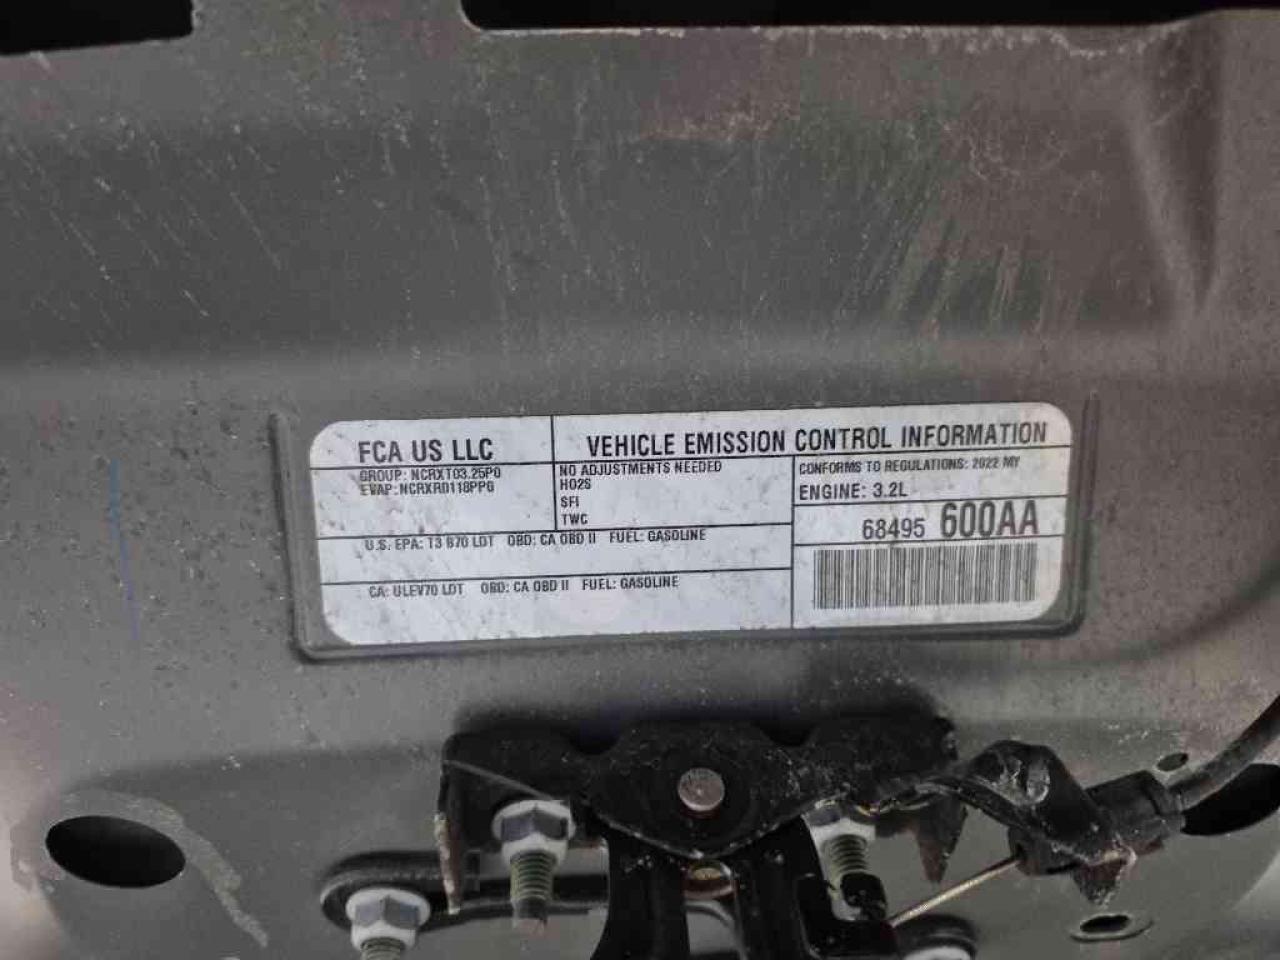 FCA US LLC
GROUP: NCRXT03.25P0
EVAP: NCRXR0118PP0
VEHICLE EMISSION CONTROL INFORMATION
NO ADJUSTMENTS NEEDED
HO2S
SFI
TWC
CONFORMS TO REGULATIONS: 2022 MY
ENGINE: 3.2L
68495 600AA
U.S. EPA: T3 B70 LDT OBD: CA OBD II FUEL: GASOLINE
CA: ULEV70 LDT OBD: CA OBD II FUEL: GASOLINE